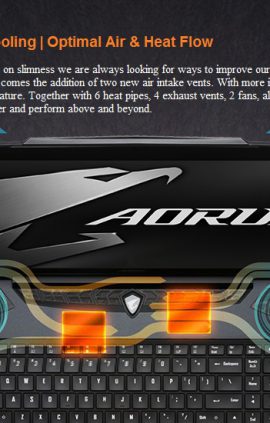 oling | Optimal Air & Heat Flow
on slimness we are always looking for ways to improve our
comes the addition of two new air intake vents. With more i
ature. Together with 6 heat pipes, 4 exhaust vents, 2 fans, al
er and perform above and beyond.
AORU